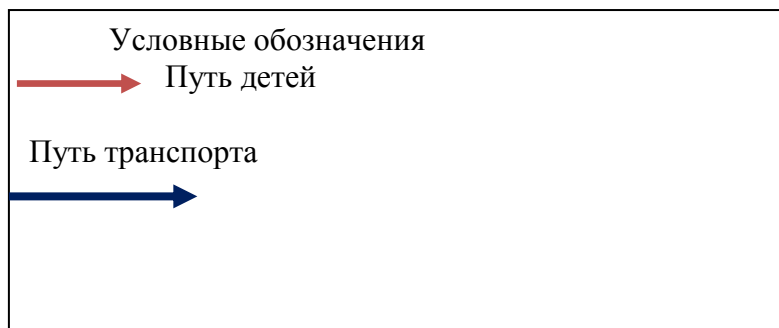 Условные обозначения
Путь детей
Путь транспорта